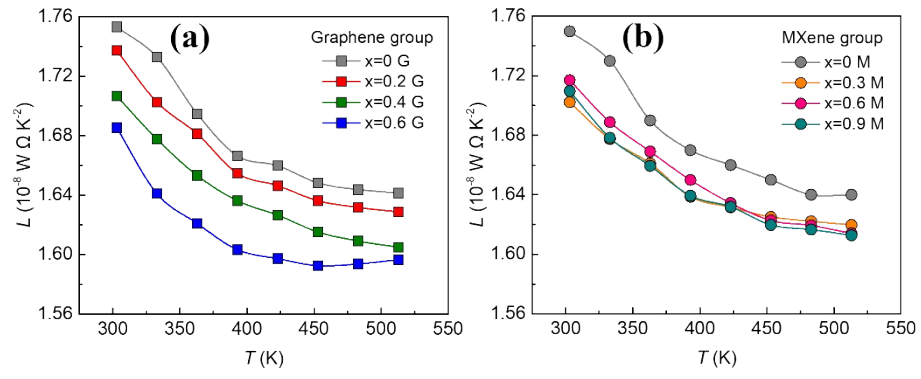 (a)
Graphene group
x=0 G
x=0.2 G
x=0.4 G
x=0.6 G
1.76
1.72
1.68
1.64
1.60
1.56
L (10⁻⁸ W Ω K⁻²)
300 350 400 450 500
T (K)
(b)
MXene group
x=0 M
x=0.3 M
x=0.6 M
x=0.9 M
1.76
1.72
1.68
1.64
1.60
1.56
L (10⁻⁸ W Ω K⁻²)
300 350 400 450 500 550
T (K)